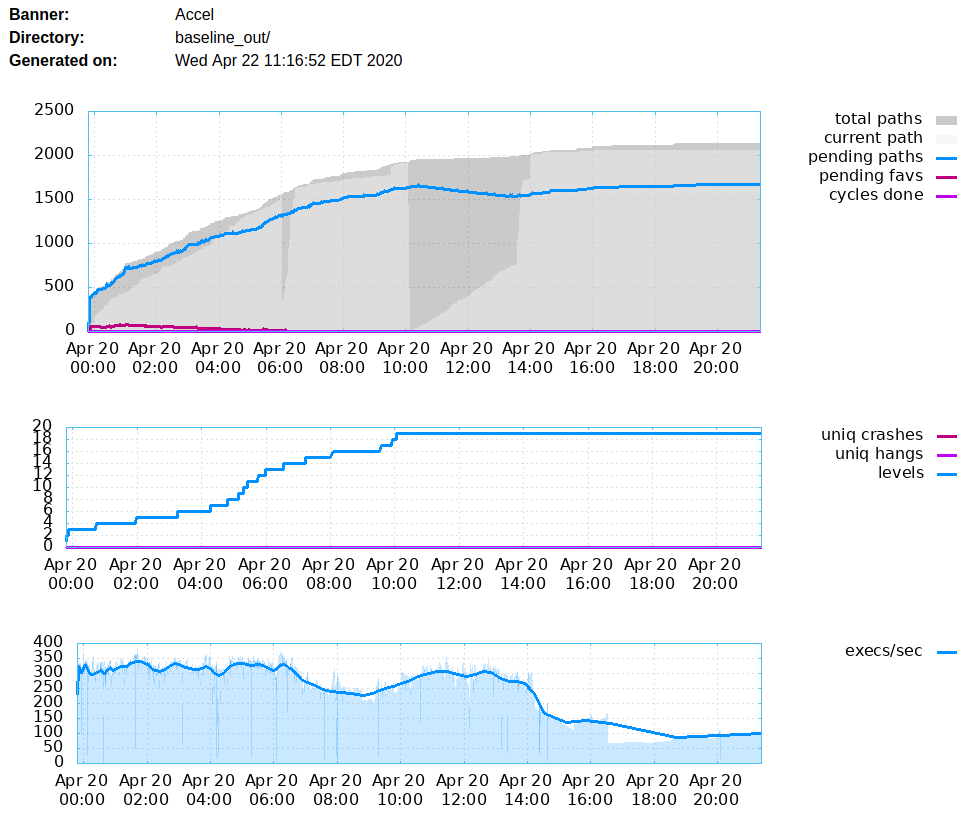 Banner: Accel
Directory: baseline_out/
Generated on: Wed Apr 22 11:16:52 EDT 2020
2500
2000
1500
1000
500
0
Apr 20 Apr 20 Apr 20 Apr 20 Apr 20 Apr 20 Apr 20 Apr 20 Apr 20 Apr 20 Apr 20
00:00 02:00 04:00 06:00 08:00 10:00 12:00 14:00 16:00 18:00 20:00
total paths
current path
pending paths
pending favs
cycles done
20
18
16
14
12
10
8
6
4
2
0
Apr 20 Apr 20 Apr 20 Apr 20 Apr 20 Apr 20 Apr 20 Apr 20 Apr 20 Apr 20 Apr 20
00:00 02:00 04:00 06:00 08:00 10:00 12:00 14:00 16:00 18:00 20:00
uniq crashes
uniq hangs
levels
400
350
300
250
200
150
100
50
0
Apr 20 Apr 20 Apr 20 Apr 20 Apr 20 Apr 20 Apr 20 Apr 20 Apr 20 Apr 20 Apr 20
00:00 02:00 04:00 06:00 08:00 10:00 12:00 14:00 16:00 18:00 20:00
execs/sec